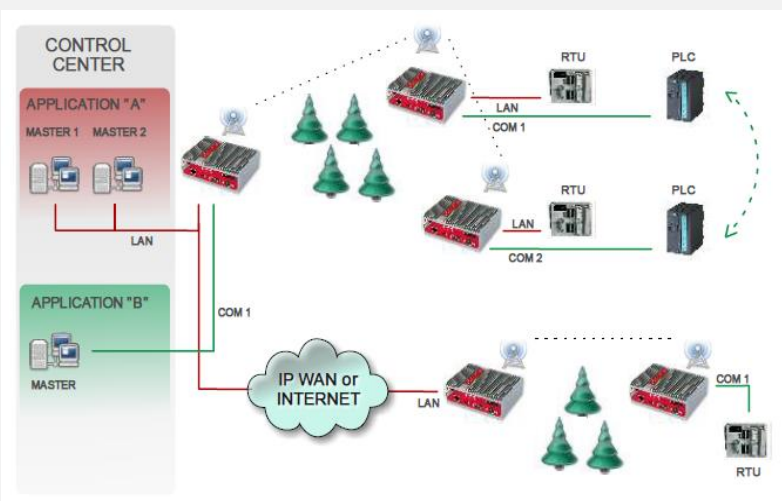 CONTROL
CENTER
APPLICATION "A"
MASTER 1 MASTER 2
LAN
APPLICATION "B"
MASTER
COM 1
RTU PLC
LAN
COM 1
RTU PLC
LAN
COM 2
IP WAN or
INTERNET
LAN
COM 1
RTU